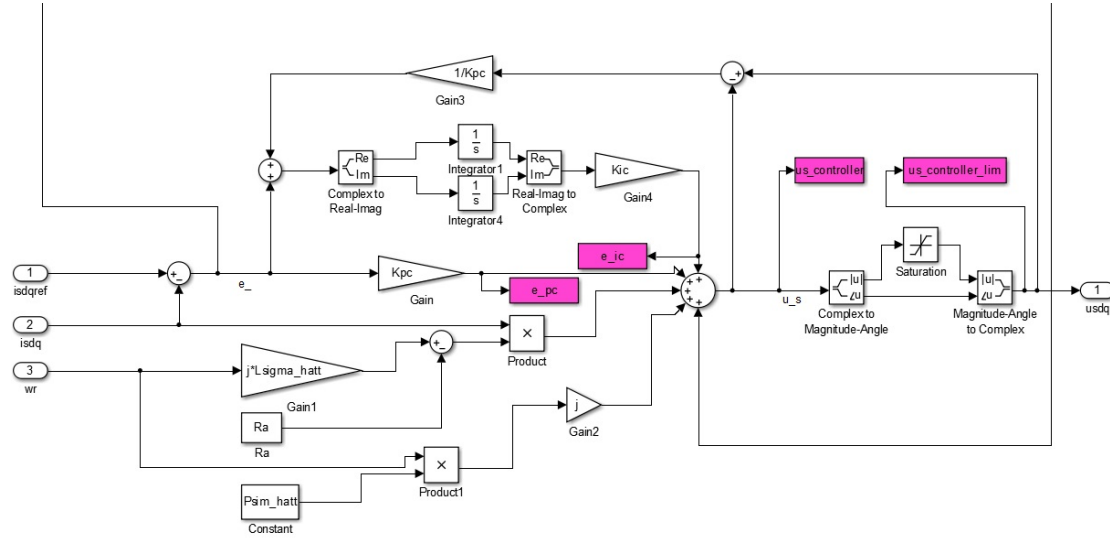 1/Kpc
Gain3
Re
Im
Complex to
Real-Imag
1
s
Integrator1
1
s
Integrator4
Re
Im
Real-Imag to
Complex
Kic
Gain4
us_controller
us_controller_lim
1
isdqref
+
_
e_
Kpc
Gain
e_ic
e_pc
u_s
|u|
∠u
Complex to
Magnitude-Angle
Saturation
|u|
∠u
Magnitude-Angle
to Complex
1
usdq
2
isdq
×
Product
3
wr
j*Lsigma_hatt
Gain1
Ra
Ra
j
Gain2
×
Product1
Psim_hatt
Constant